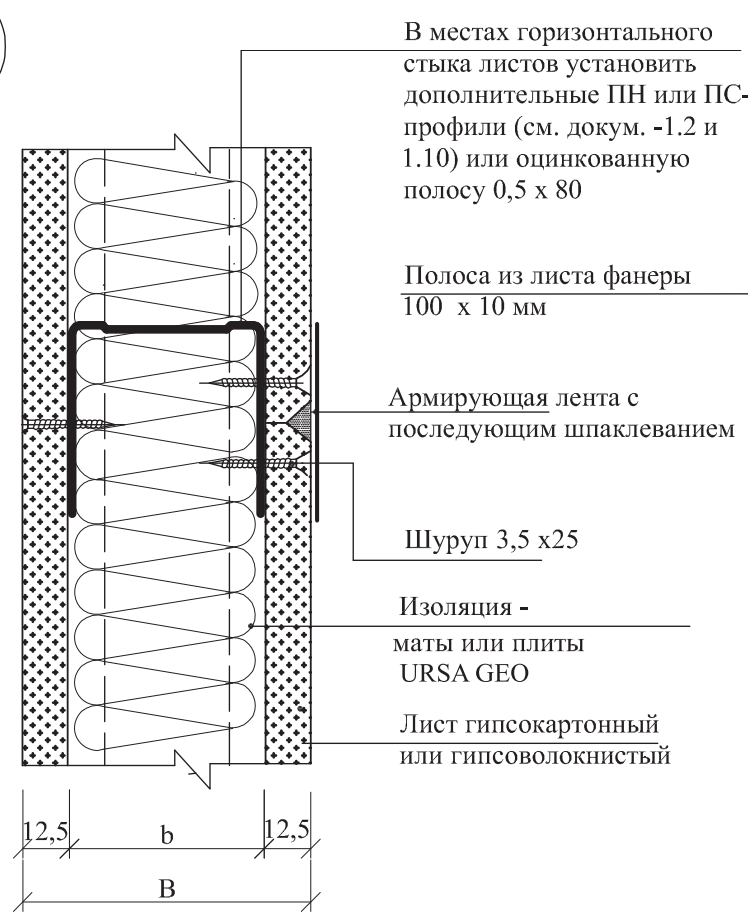 В местах горизонтального
стыка листов установить
дополнительные ПН или ПС-
профили (см. докум. -1.2 и
1.10) или оцинкованную
полосу 0,5 х 80
Полоса из листа фанеры
100 х 10 мм
Армирующая лента с
последующим шпаклеванием
Шуруп 3,5 х25
Изоляция -
маты или плиты
URSA GEO
Лист гипсокартонный
или гипсоволокнистый
12,5 b 12,5
B